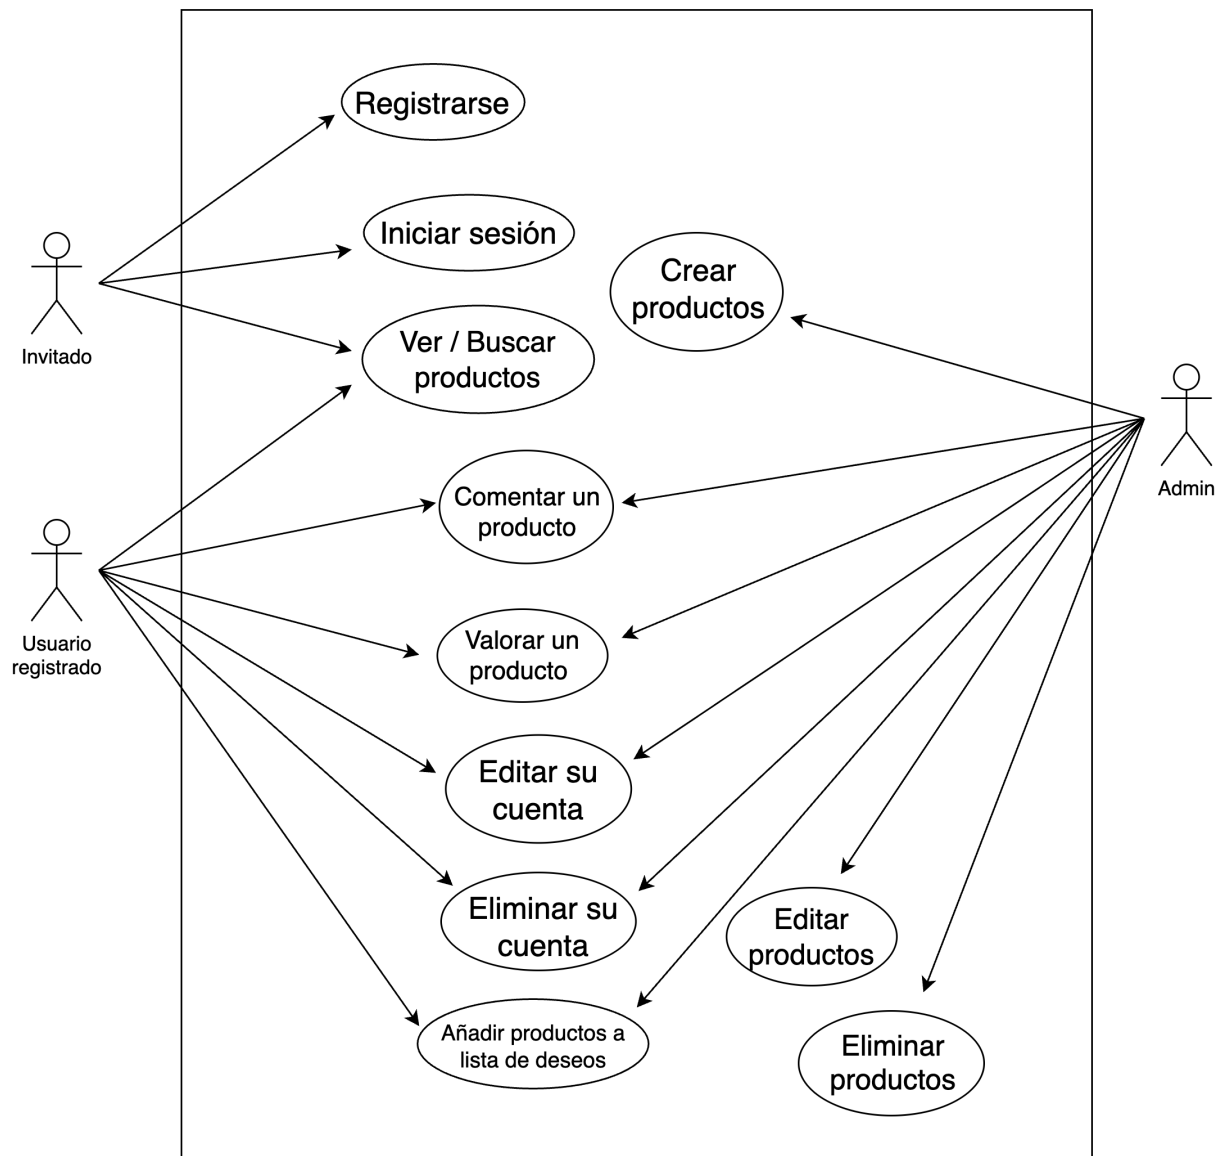 Registrarse
Iniciar sesión
Crear
productos
Ver / Buscar
productos
Invitado
Comentar un
producto
Admin
Usuario
registrado
Valorar un
producto
Editar su
cuenta
Eliminar su
cuenta
Editar
productos
Añadir productos a
lista de deseos
Eliminar
productos